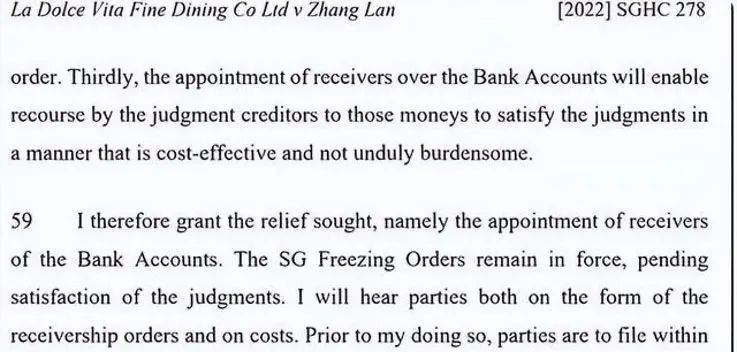 La Dolce Vita Fine Dining Co Ltd v Zhang Lan [2022] SGHC 278
order. Thirdly, the appointment of receivers over the Bank Accounts will enable
recourse by the judgment creditors to those moneys to satisfy the judgments in
a manner that is cost-effective and not unduly burdensome.
59 I therefore grant the relief sought, namely the appointment of receivers
of the Bank Accounts. The SG Freezing Orders remain in force, pending
satisfaction of the judgments. I will hear parties both on the form of the
receivership orders and on costs. Prior to my doing so, parties are to file within